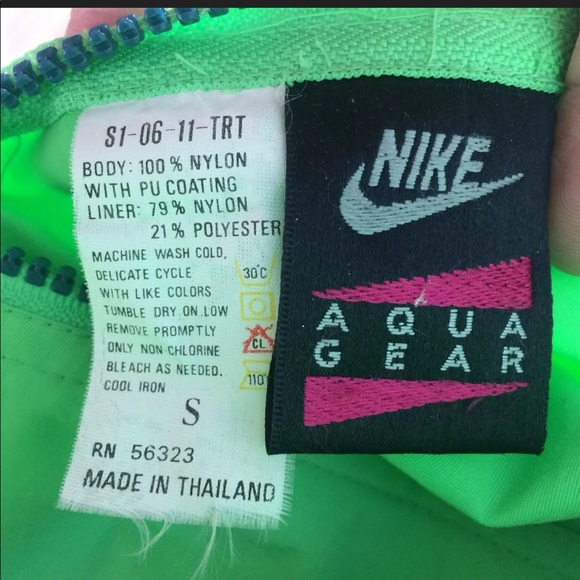 S1-06-11-TRT
BODY: 100% NYLON
WITH PU COATING
LINER: 79% NYLON
21% POLYESTER
MACHINE WASH COLD,
DELICATE CYCLE
WITH LIKE COLORS
TUMBLE DRY ON LOW
REMOVE PROMPTLY
ONLY NON-CHLORINE
BLEACH AS NEEDED.
COOL IRON
30°C
CL
110°
S
RN 56323
MADE IN THAILAND
NIKE
AQUA
GEAR